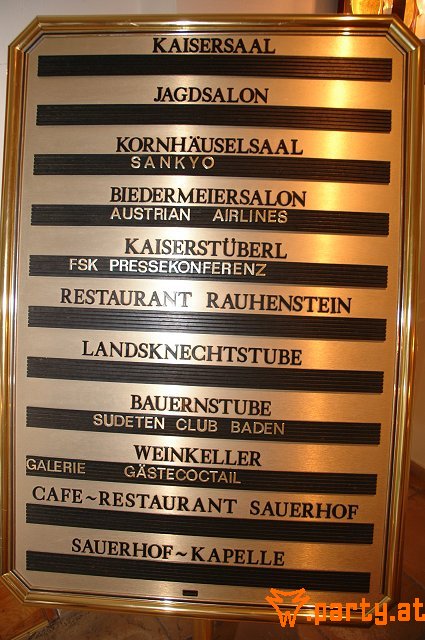 KAISERSAAL
JAGDSALON
KORNHÄUSELSAAL
SANKYO
BIEDERMEIERSALON
AUSTRIAN AIRLINES
KAISERSTÜBERL
FSK PRESSEKONFERENZ
RESTAURANT RAUHENSTEIN
LANDSKNECHTSTUBE
BAUERNSTUBE
SUDETEN CLUB BADEN
WEINKELLER
GALERIE GÄSTECOCTAIL
CAFE~RESTAURANT SAUERHOF
SAUERHOF~KAPELLE
party.at